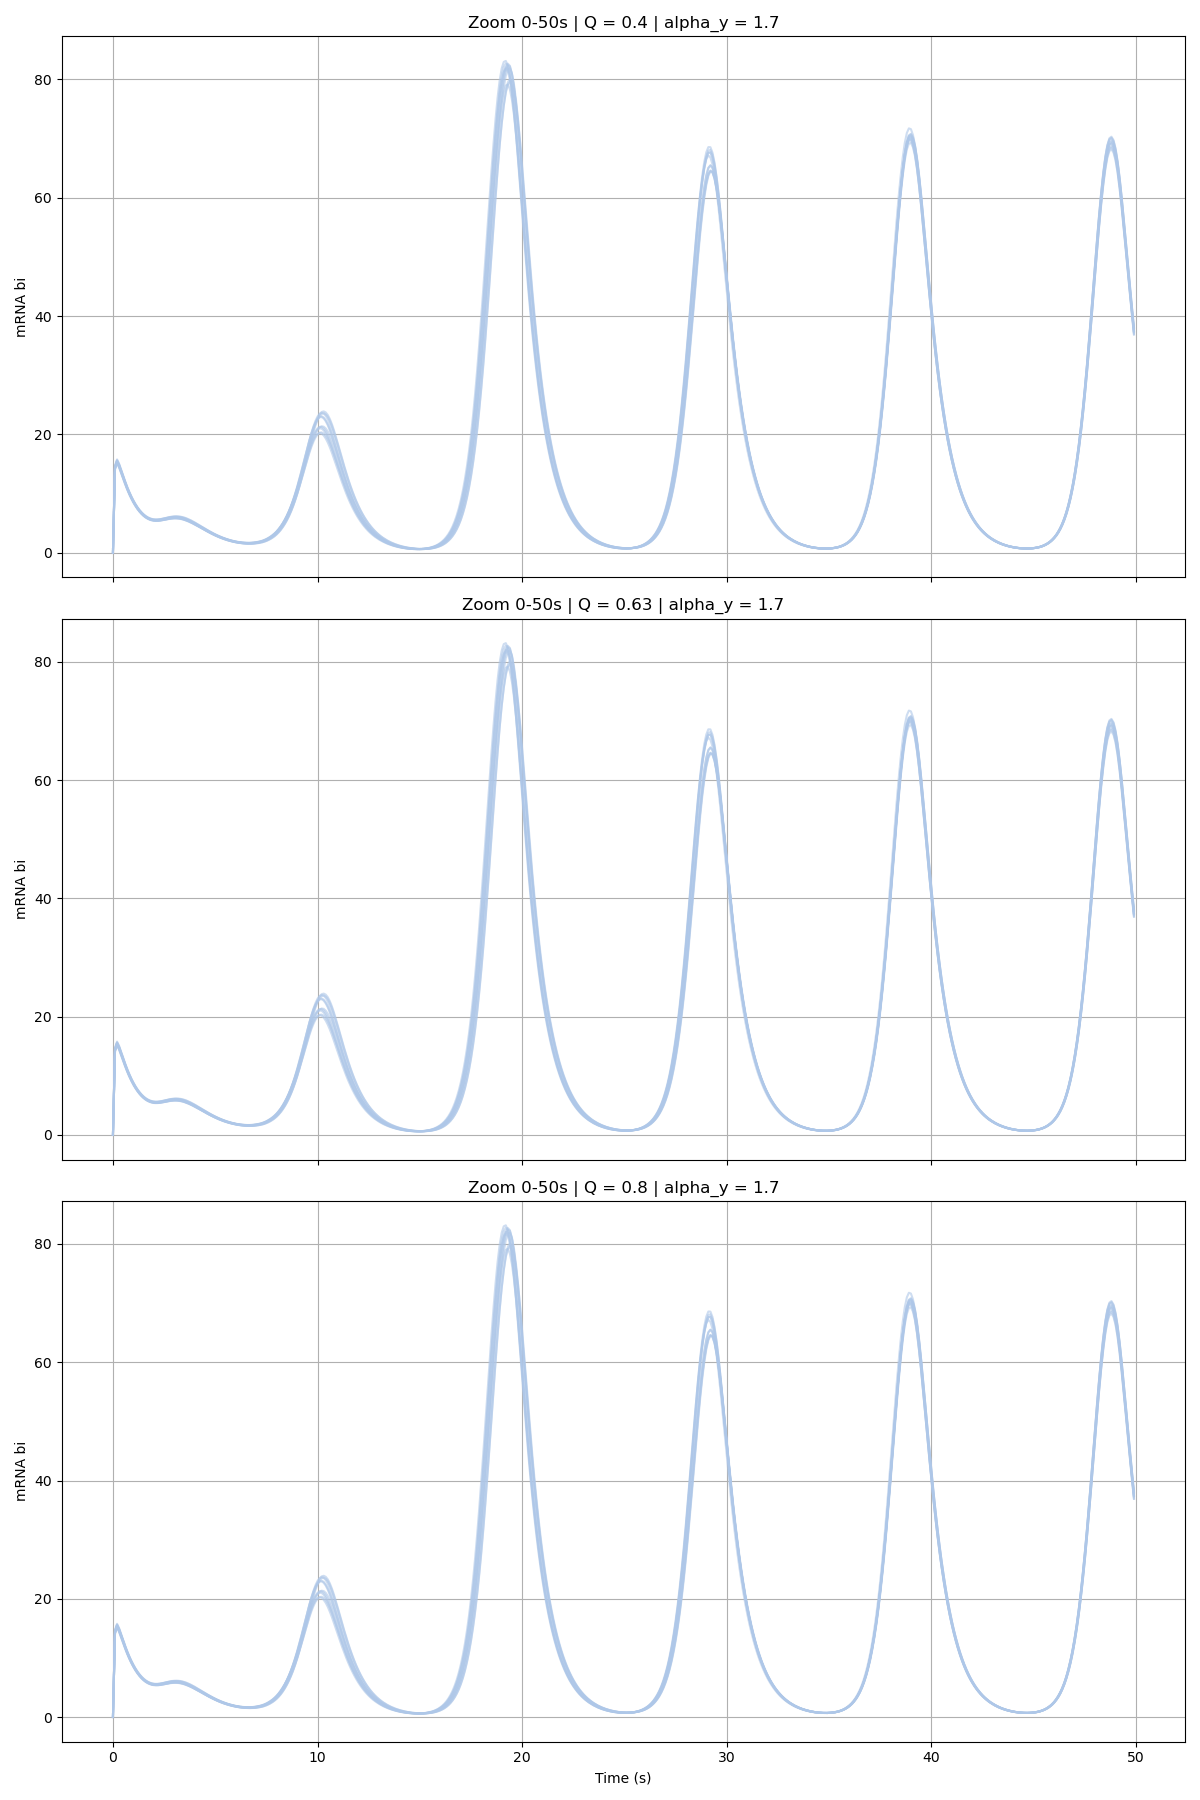 Zoom 0-50s | Q = 0.4 | alpha_y = 1.7
80
60
40
20
0
mRNA bi
Zoom 0-50s | Q = 0.63 | alpha_y = 1.7
80
60
40
20
0
mRNA bi
Zoom 0-50s | Q = 0.8 | alpha_y = 1.7
80
60
40
20
0
mRNA bi
0 10 20 30 40 50
Time (s)